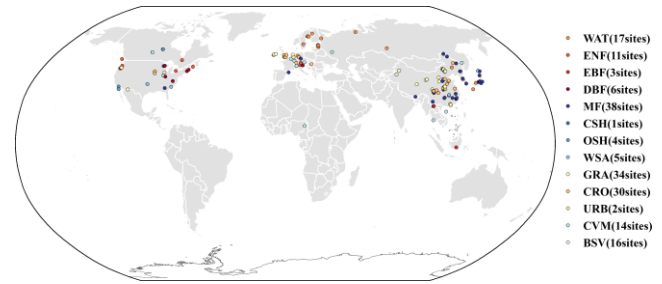 WAT(17sites)
ENF(11sites)
EBF(3sites)
DBF(6sites)
MF(38sites)
CSH(1sites)
OSH(4sites)
WSA(5sites)
GRA(34sites)
CRO(30sites)
URB(2sites)
CVM(14sites)
BSV(16sites)